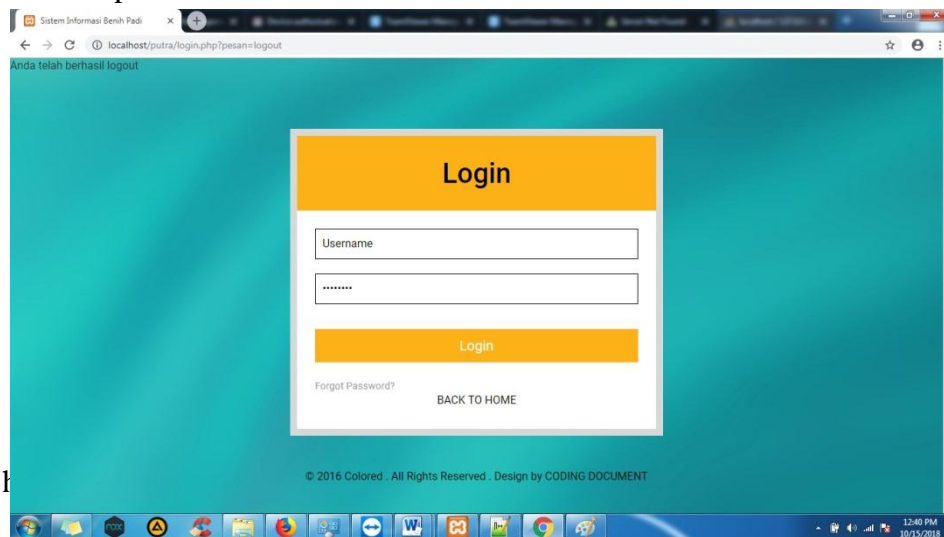 Sistem Informasi Benih Padi
localhost/putra/login.php?pesan=logout
Anda telah berhasil logout
Login
Username
Login
Forgot Password?
BACK TO HOME
© 2016 Colored . All Rights Reserved . Design by CODING DOCUMENT
12:40 PM
10/15/2018